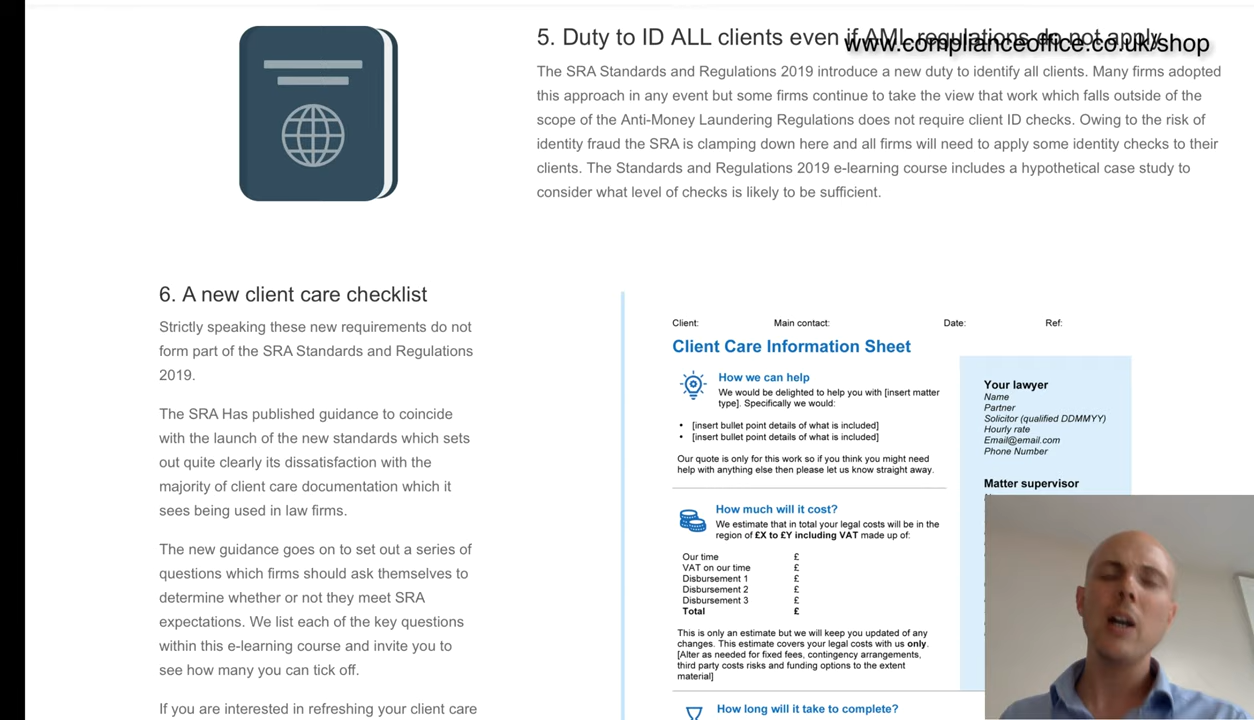 5. Duty to ID ALL clients even if AML regulations do not apply
www.complianceoffice.co.uk/shop
The SRA Standards and Regulations 2019 introduce a new duty to identify all clients. Many firms adopted
this approach in any event but some firms continue to take the view that work which falls outside of the
scope of the Anti-Money Laundering Regulations does not require client ID checks. Owing to the risk of
identity fraud the SRA is clamping down here and all firms will need to apply some identity checks to their
clients. The Standards and Regulations 2019 e-learning course includes a hypothetical case study to
consider what level of checks is likely to be sufficient.
6. A new client care checklist
Strictly speaking these new requirements do not
form part of the SRA Standards and Regulations
2019.
The SRA Has published guidance to coincide
with the launch of the new standards which sets
out quite clearly its dissatisfaction with the
majority of client care documentation which it
sees being used in law firms.
The new guidance goes on to set out a series of
questions which firms should ask themselves to
determine whether or not they meet SRA
expectations. We list each of the key questions
within this e-learning course and invite you to
see how many you can tick off.
If you are interested in refreshing your client care
Client: Main contact: Date: Ref:
Client Care Information Sheet
How we can help
We would be delighted to help you with [insert matter
type]. Specifically we would:
• [insert bullet point details of what is included]
• [insert bullet point details of what is included]
Our quote is only for this work so if you think you might need
help with anything else then please let us know straight away.
How much will it cost?
We estimate that in total your legal costs will be in the
region of £X to £Y including VAT made up of:
Our time £
VAT on our time £
Disbursement 1 £
Disbursement 2 £
Disbursement 3 £
Total £
This is only an estimate but we will keep you updated of any
changes. This estimate covers your legal costs with us only.
[Alter as needed for fixed fees, contingency arrangements,
third party costs risks and funding options to the extent
material]
How long will it take to complete?
Your lawyer
Name
Partner
Solicitor (qualified DDMMYY)
Hourly rate
Email@email.com
Phone Number
Matter supervisor